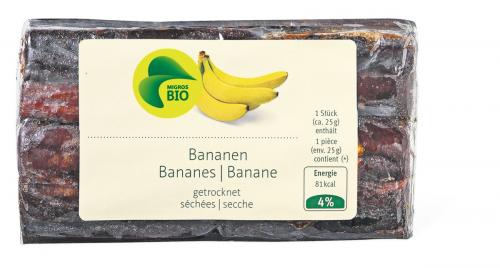 MIGROS
BIO
Bananen
Bananes | Banane
getrocknet
séchées | secche
1 Stück
(ca. 25 g)
enthält
1 pièce
(env. 25 g)
contient (*)
Energie
81 kcal
4%